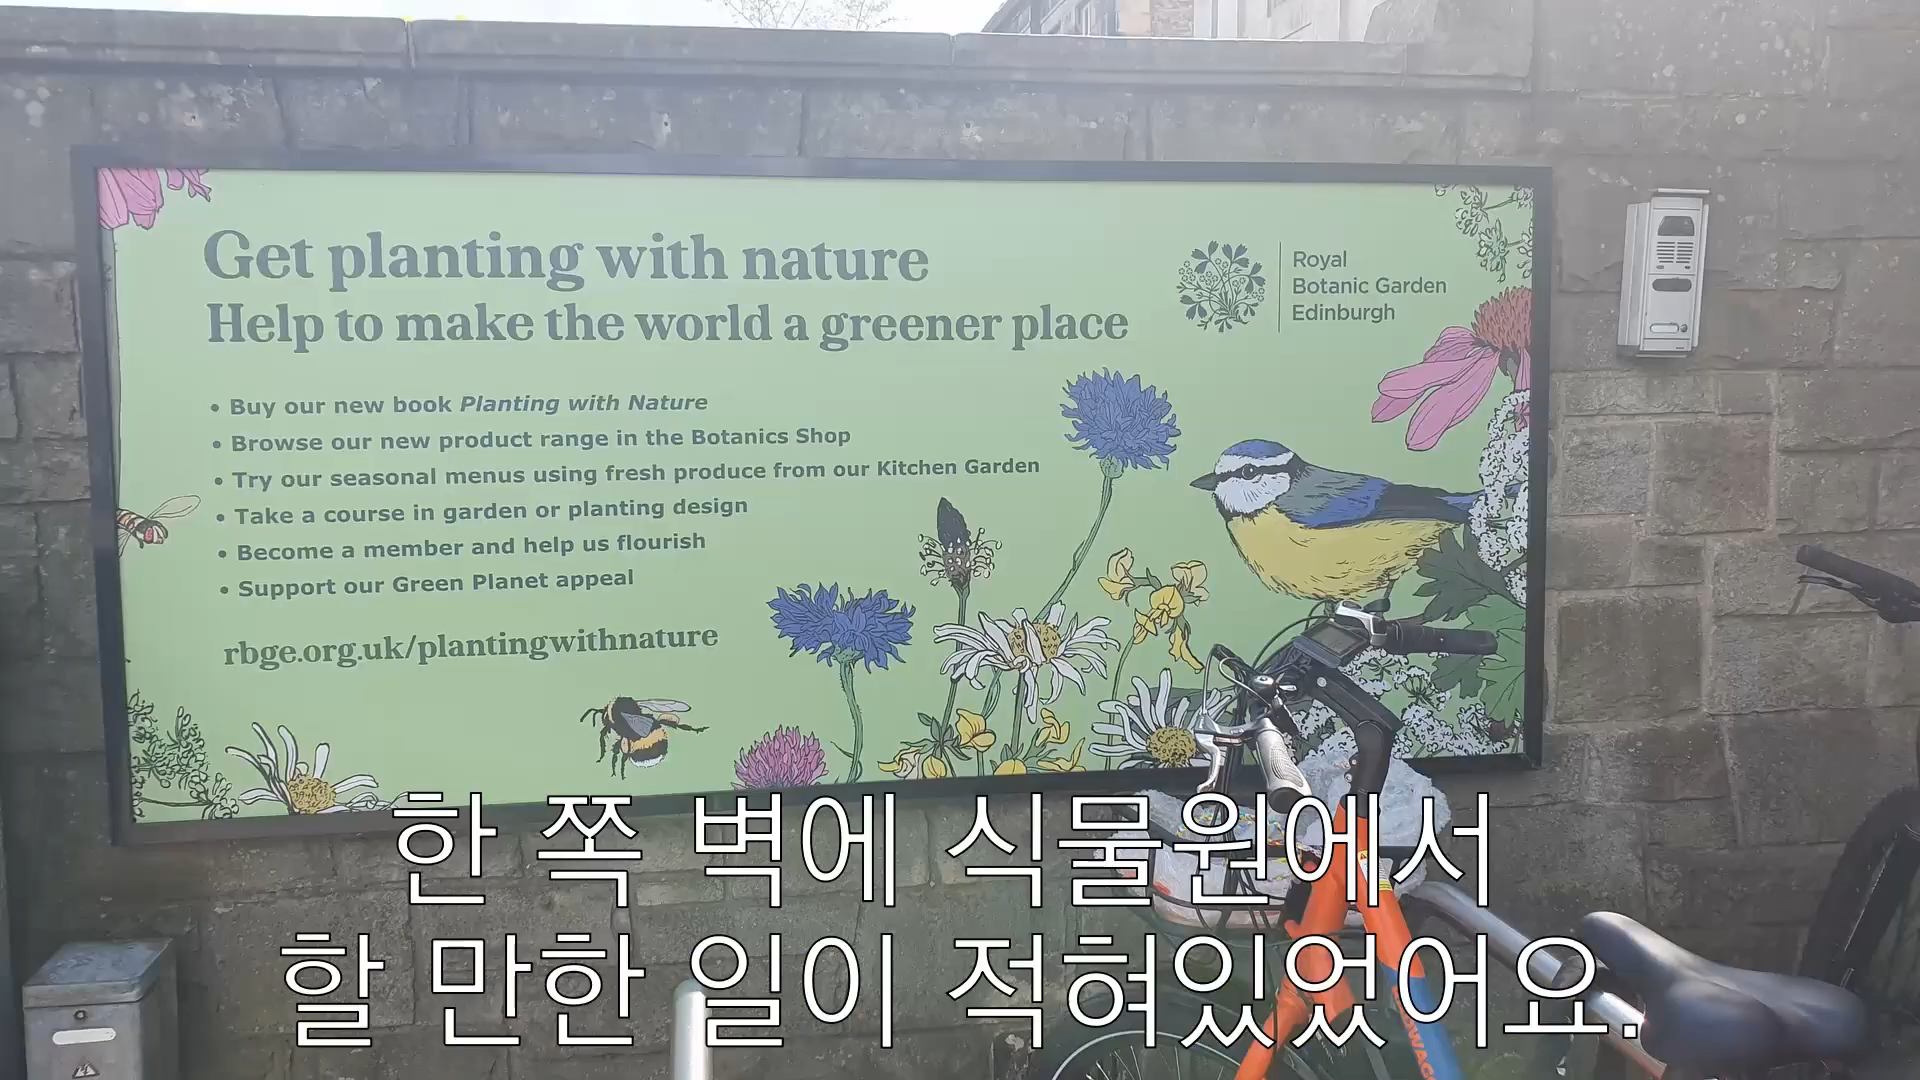 Get planting with nature
Help to make the world a greener place
Royal
Botanic Garden
Edinburgh
• Buy our new book Planting with Nature
• Browse our new product range in the Botanics Shop
• Try our seasonal menus using fresh produce from our Kitchen Garden
• Take a course in garden or planting design
• Become a member and help us flourish
• Support our Green Planet appeal
rbge.org.uk/plantingwithnature
한 쪽 벽에 식물원에서
할 만한 일이 적혀있었어요.